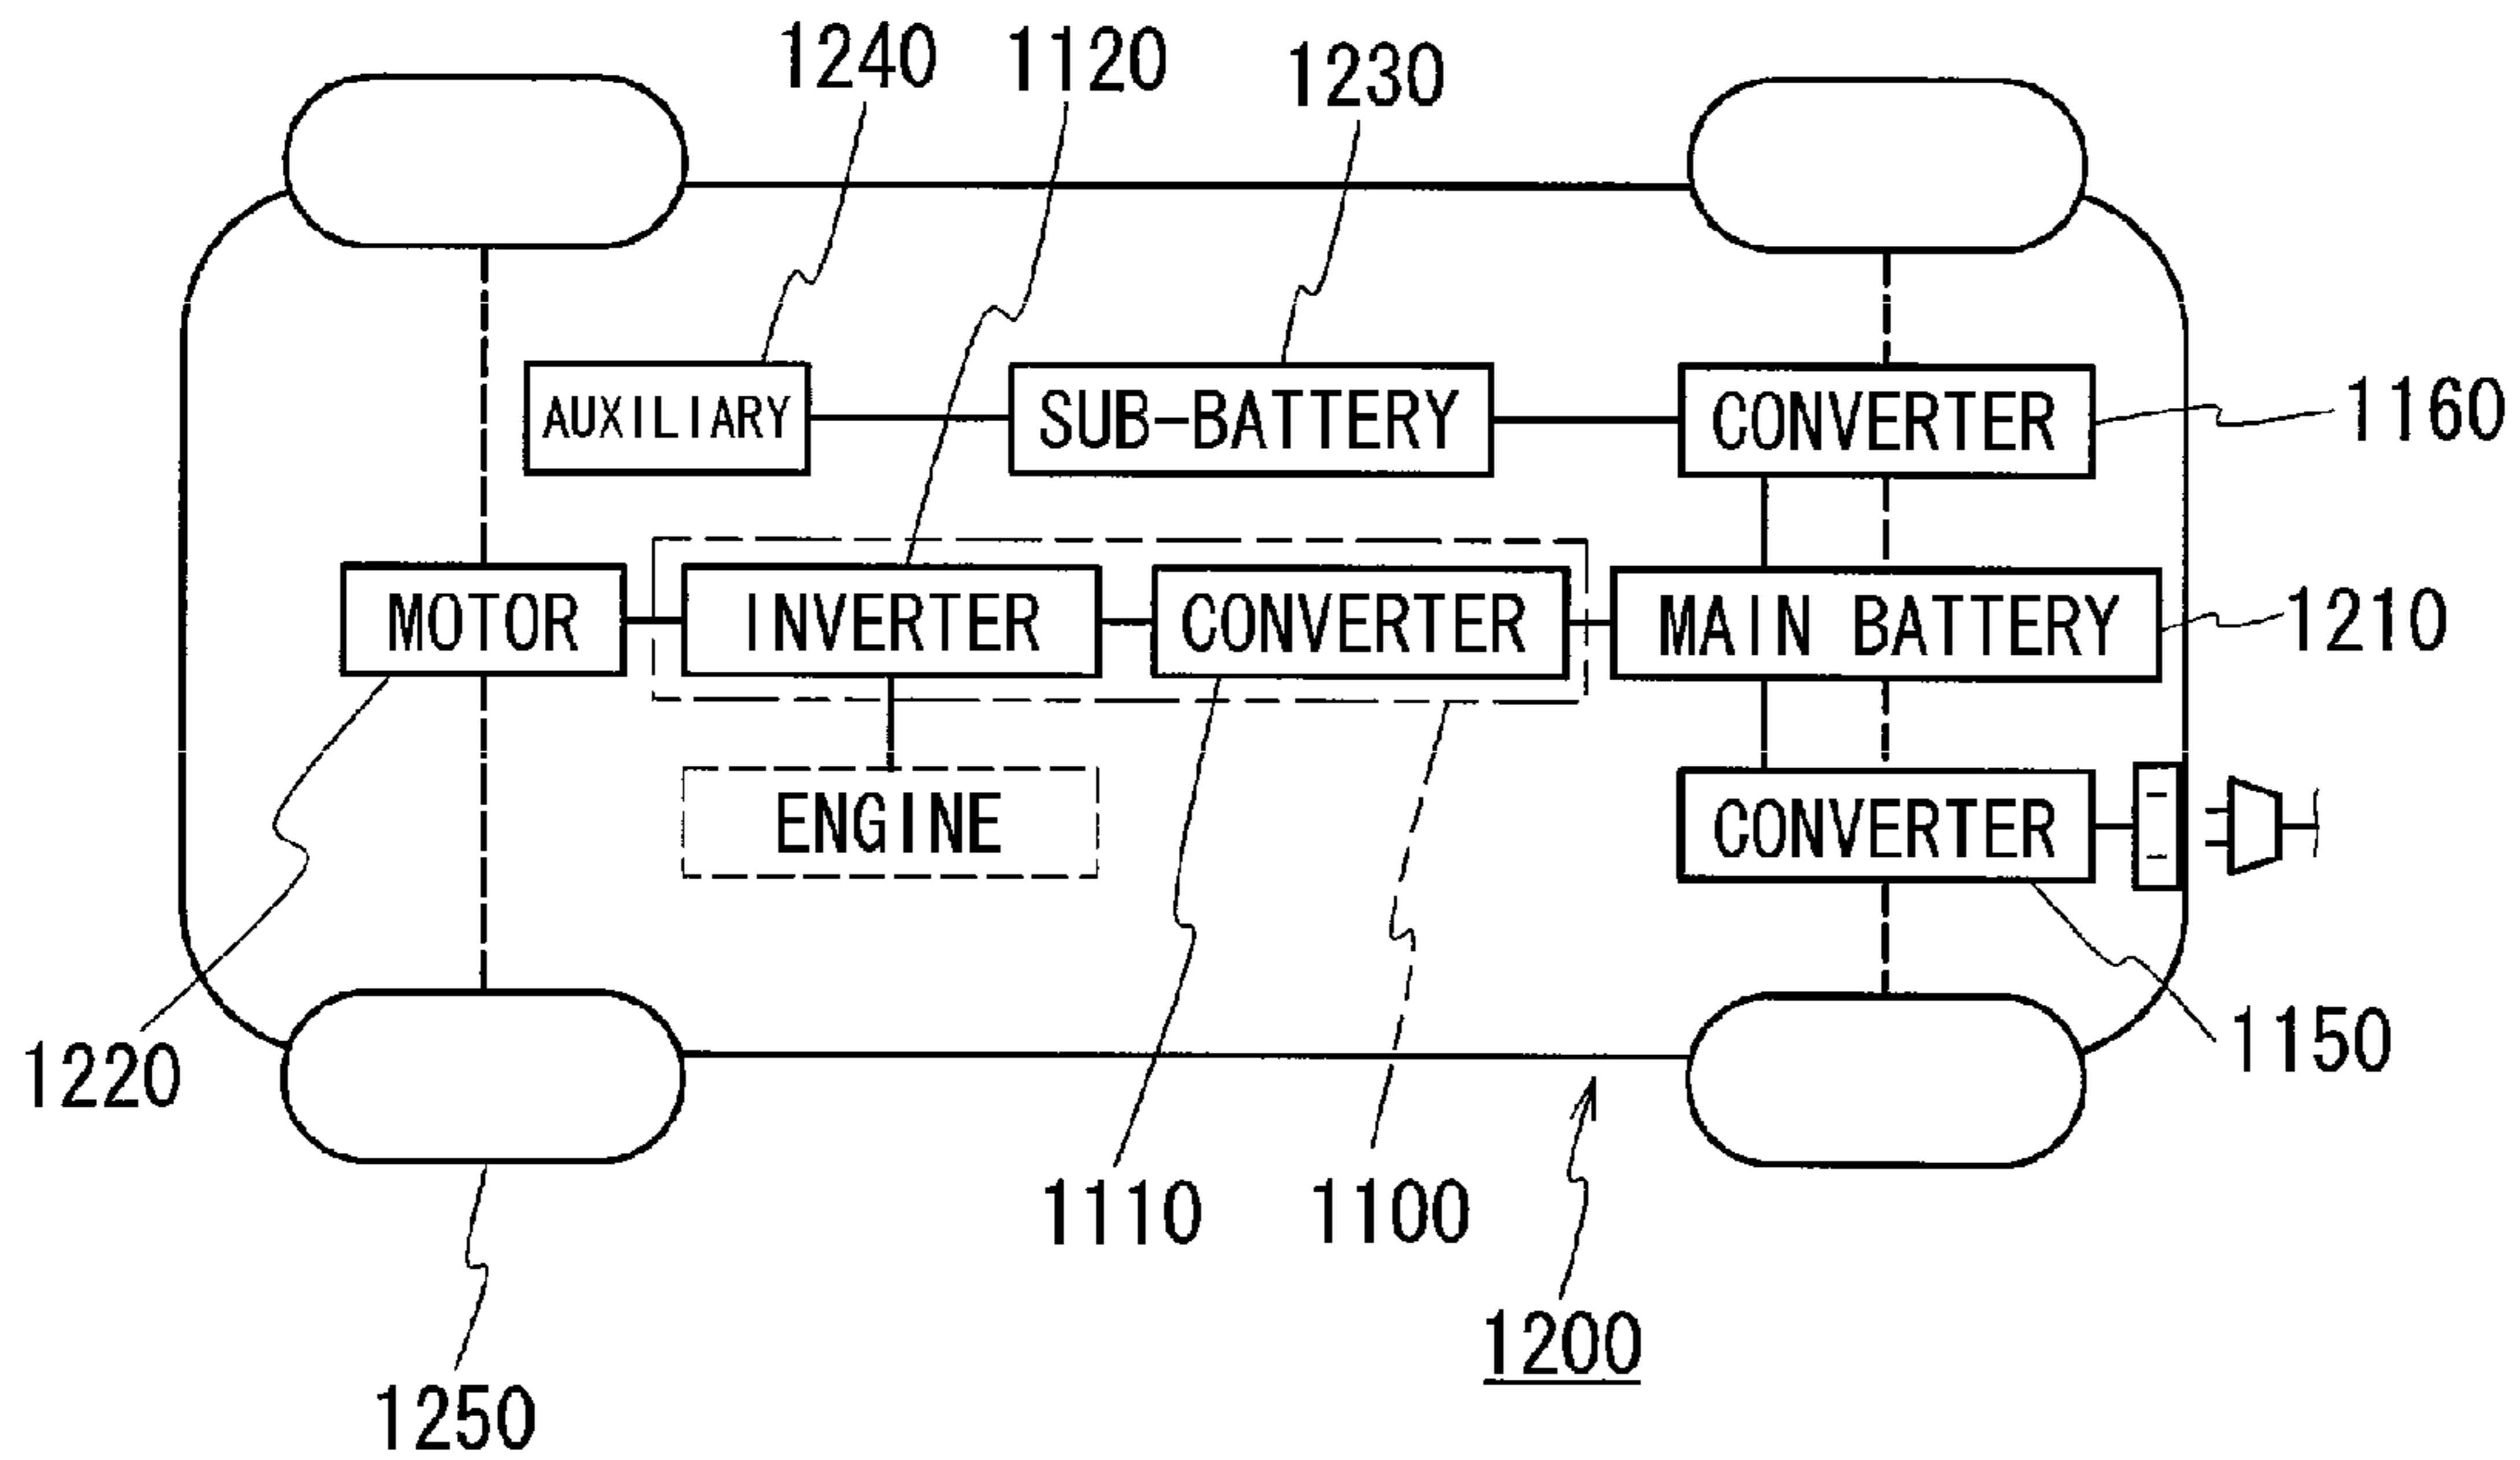 1240 1120 1230
AUXILIARY SUB-BATTERY CONVERTER 1160
MOTOR INVERTER CONVERTER MAIN BATTERY 1210
ENGINE CONVERTER
1220 1150
1110 1100
1200
1250